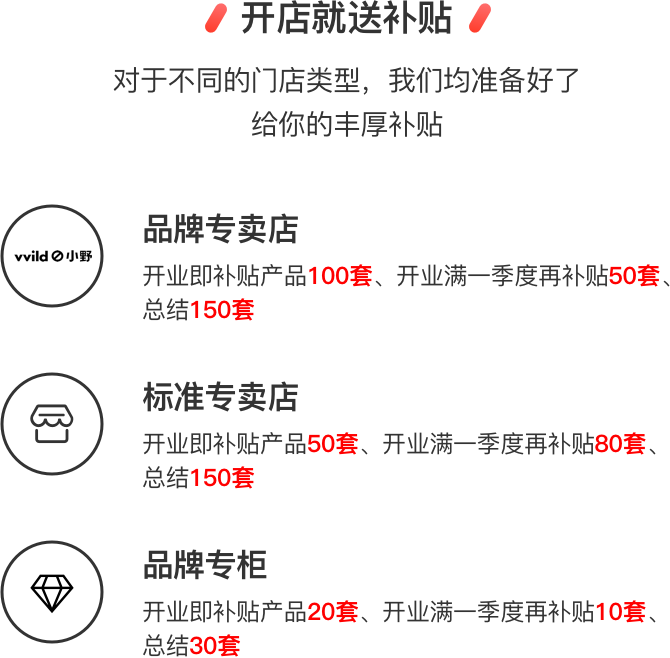 开店就送补贴
对于不同的门店类型，我们均准备好了
给你的丰厚补贴
vvild 小野
品牌专卖店
开业即补贴产品100套、开业满一季度再补贴50套、
总结150套
标准专卖店
开业即补贴产品50套、开业满一季度再补贴80套、
总结150套
品牌专柜
开业即补贴产品20套、开业满一季度再补贴10套、
总结30套